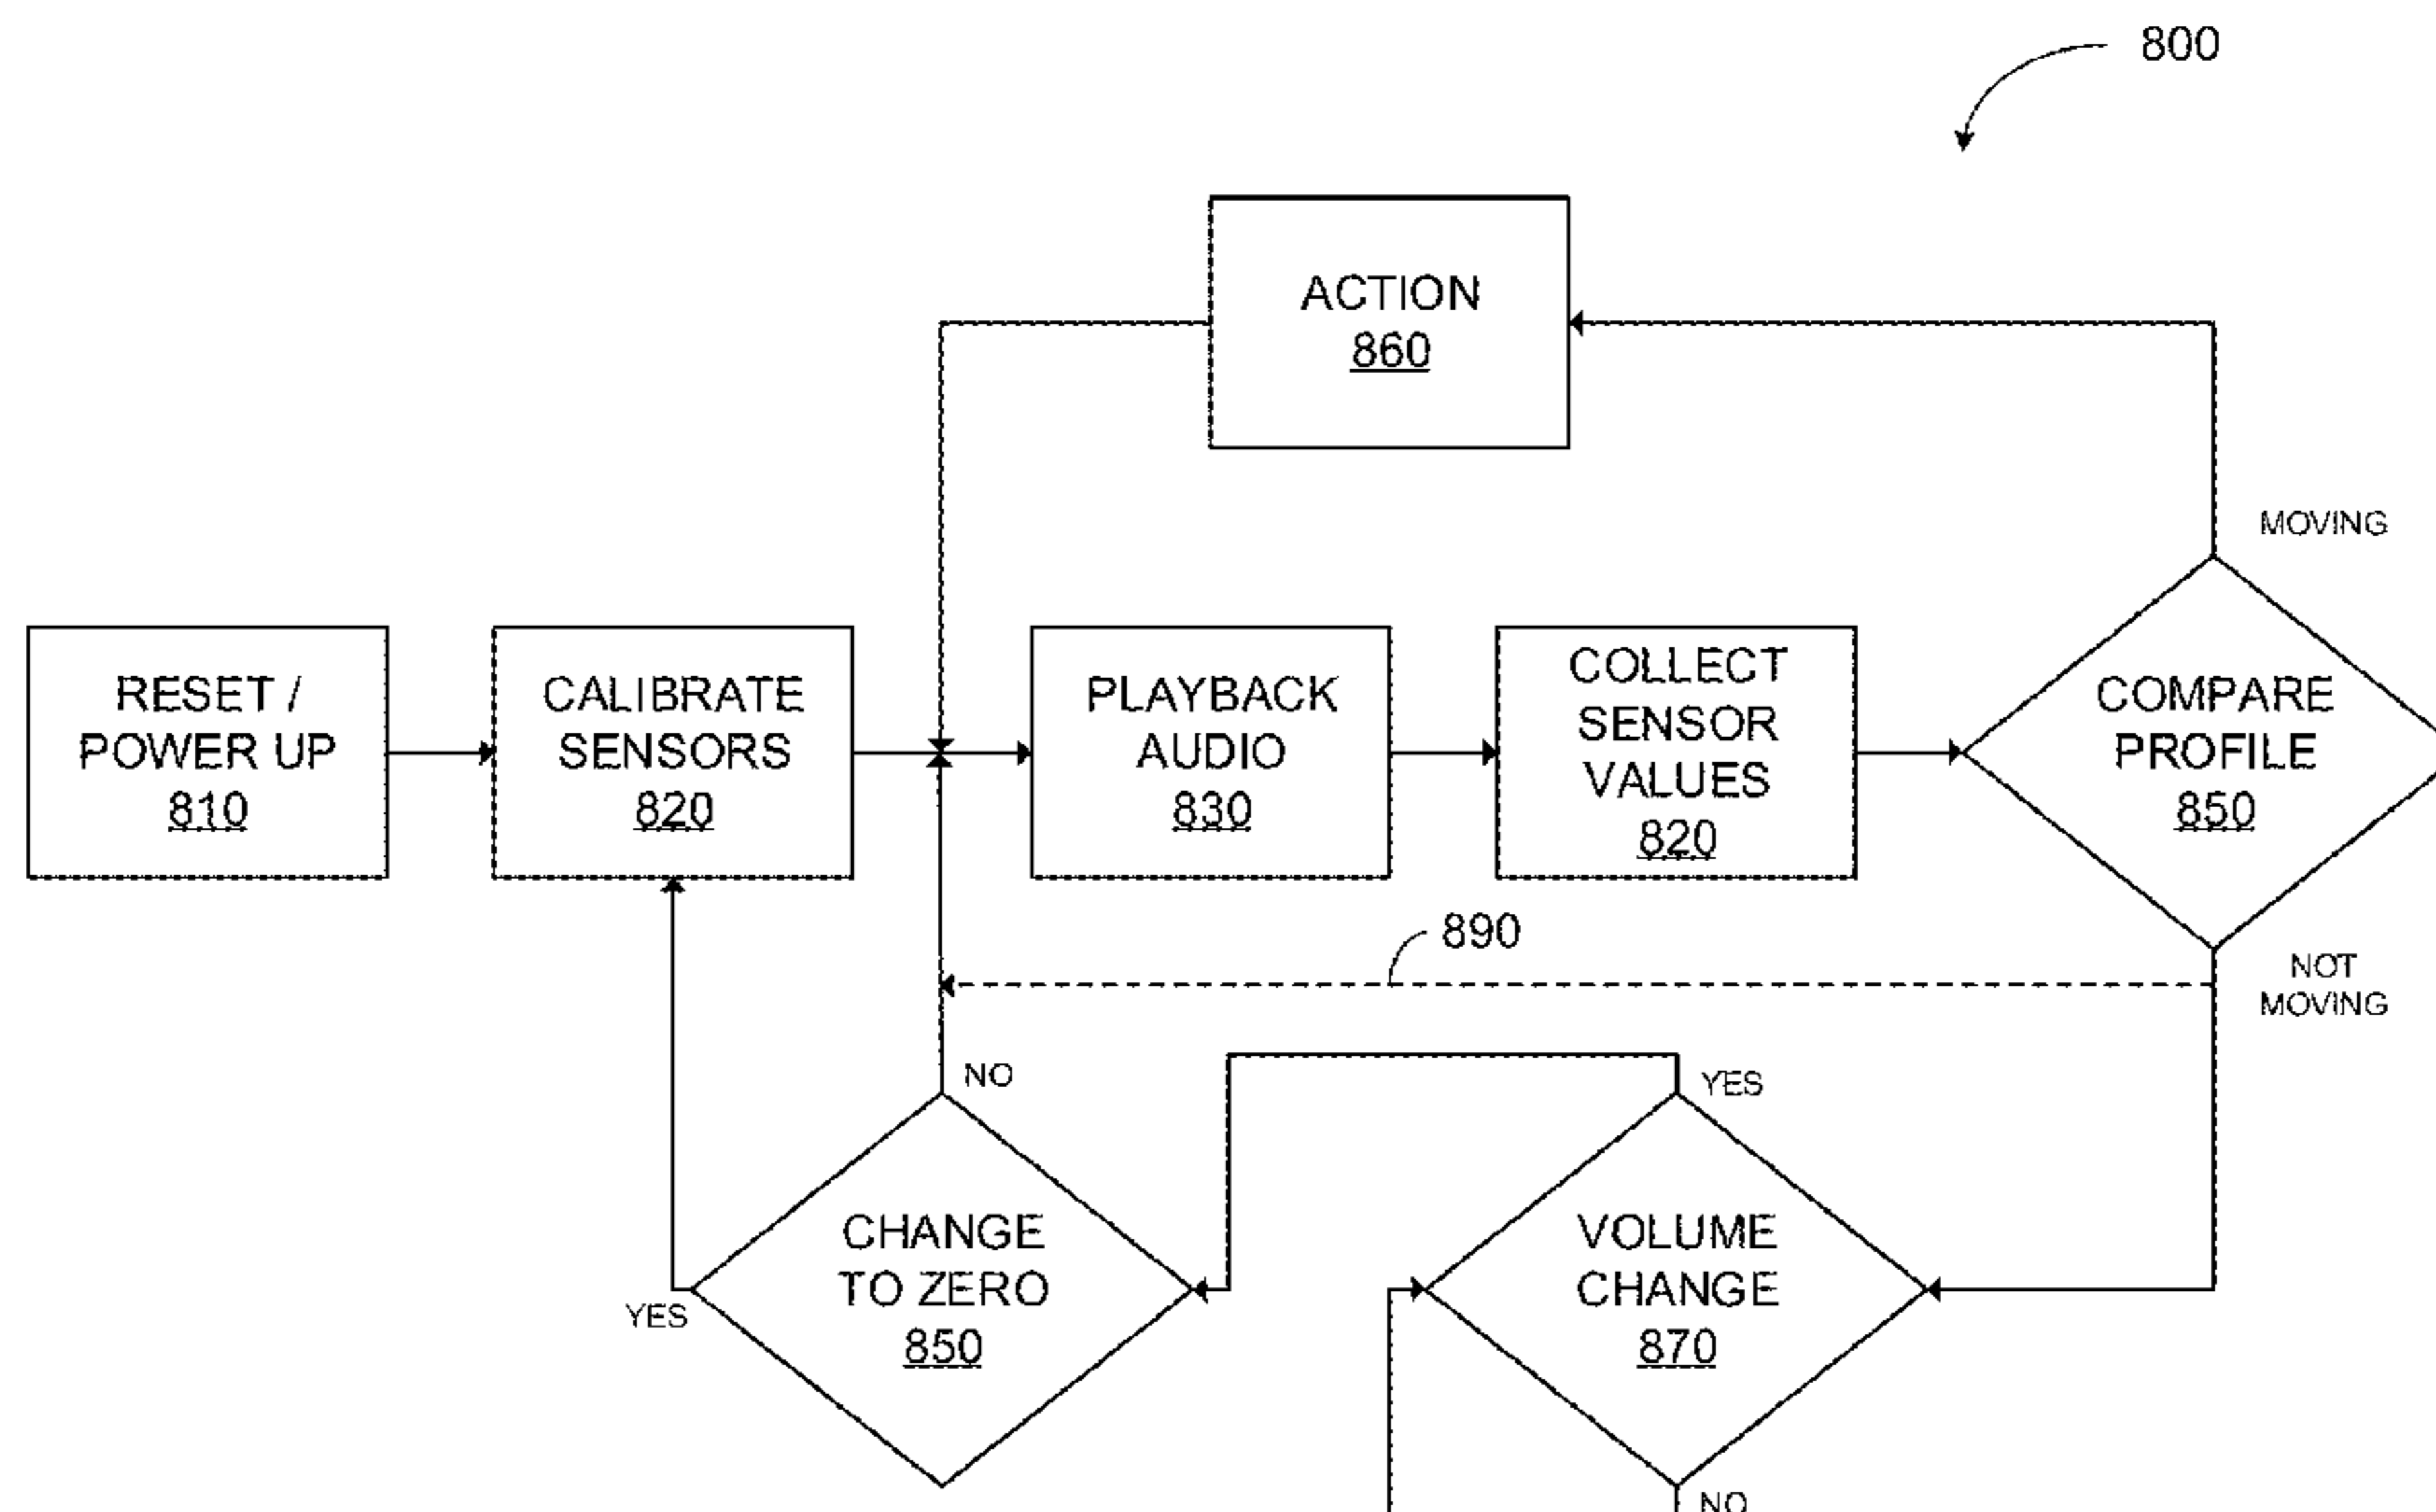 800
ACTION
860
MOVING
RESET /
POWER UP
810
CALIBRATE
SENSORS
820
PLAYBACK
AUDIO
830
COLLECT
SENSOR
VALUES
820
COMPARE
PROFILE
850
890
NOT
MOVING
NO
YES
CHANGE
TO ZERO
850
YES
VOLUME
CHANGE
870
NO